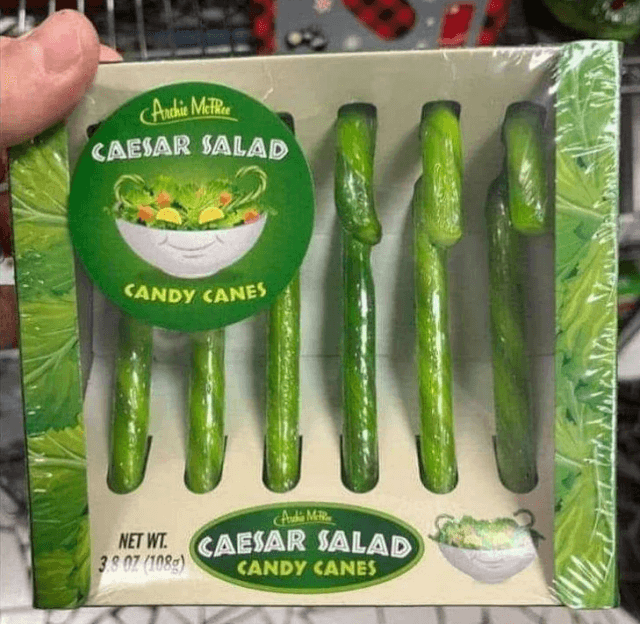 Archie McPhee
CAESAR SALAD
CANDY CANES
Archie McPhee
CAESAR SALAD
CANDY CANES
NET WT.
3.8 OZ (108g)